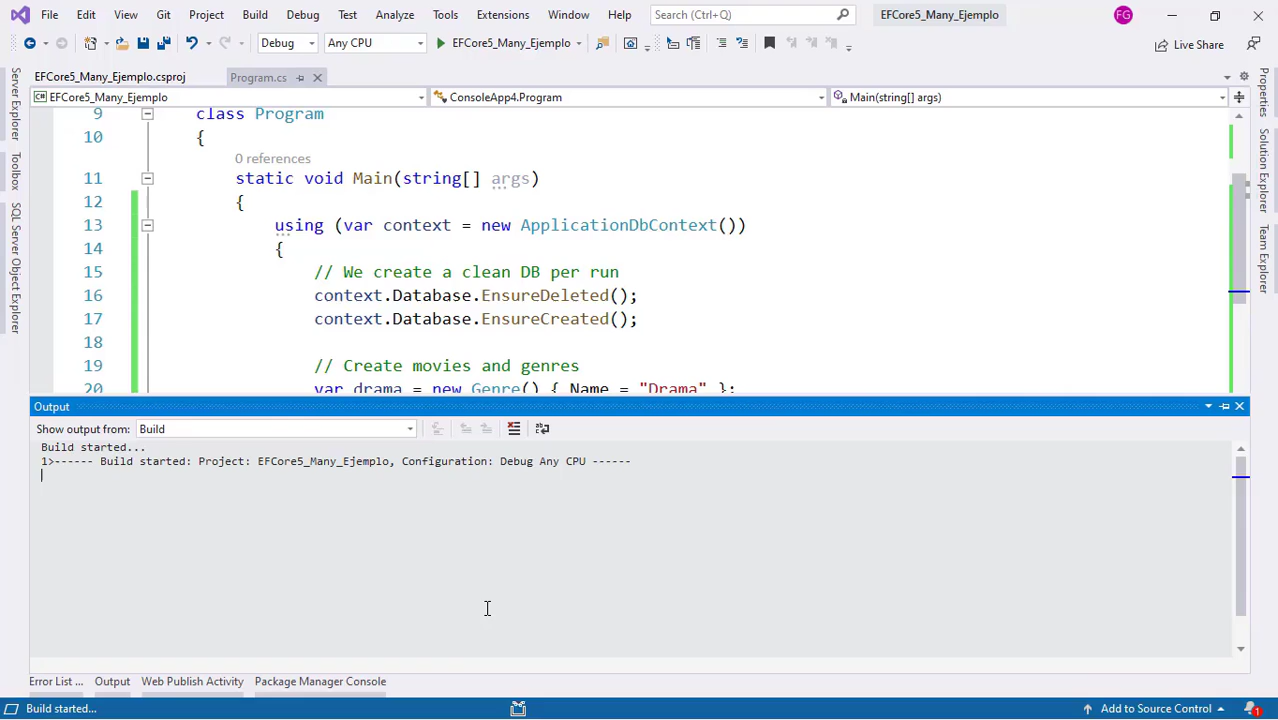 File Edit View Git Project Build Debug Test Analyze Tools Extensions Window Help Search (Ctrl+Q) EFCore5_Many_Ejemplo FG
Debug Any CPU EFCore5_Many_Ejemplo Live Share
EFCore5_Many_Ejemplo.csproj Program.cs
EFCore5_Many_Ejemplo ConsoleApp4.Program Main(string[] args)
Server Explorer
Toolbox
SQL Server Object Explorer
9 class Program
10 {
0 references
11 static void Main(string[] args)
12 {
13 using (var context = new ApplicationDbContext())
14 {
15 // We create a clean DB per run
16 context.Database.EnsureDeleted();
17 context.Database.EnsureCreated();
18
19 // Create movies and genres
20 var drama = new Genre() { Name = "Drama" };
Properties
Solution Explorer
Team Explorer
Output
Show output from: Build
Build started...
1>------ Build started: Project: EFCore5_Many_Ejemplo, Configuration: Debug Any CPU ------
Error List ... Output Web Publish Activity Package Manager Console
Build started... Add to Source Control 1